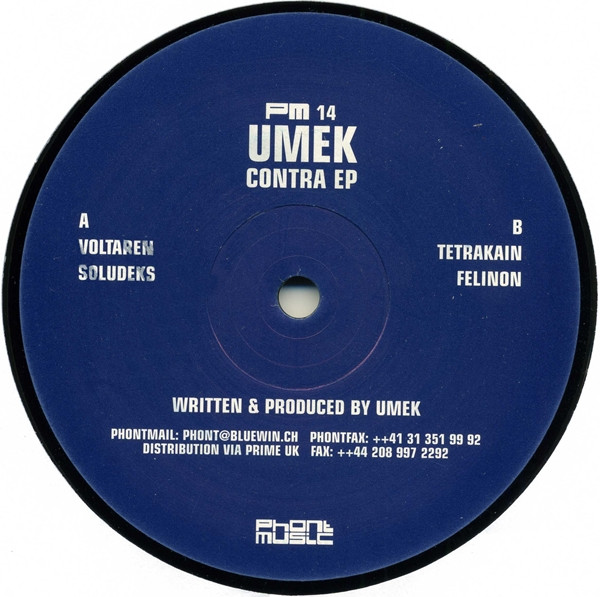 PM 14
UMEK
CONTRA EP
A
VOLTAREN
SOLUDEKS
B
TETRAKAIN
FELINON
WRITTEN & PRODUCED BY UMEK
PHONTMAIL: PHONT@BLUEWIN.CH PHONTFAX: ++41 31 351 99 92
DISTRIBUTION VIA PRIME UK FAX: ++44 208 997 2292
Phont
music